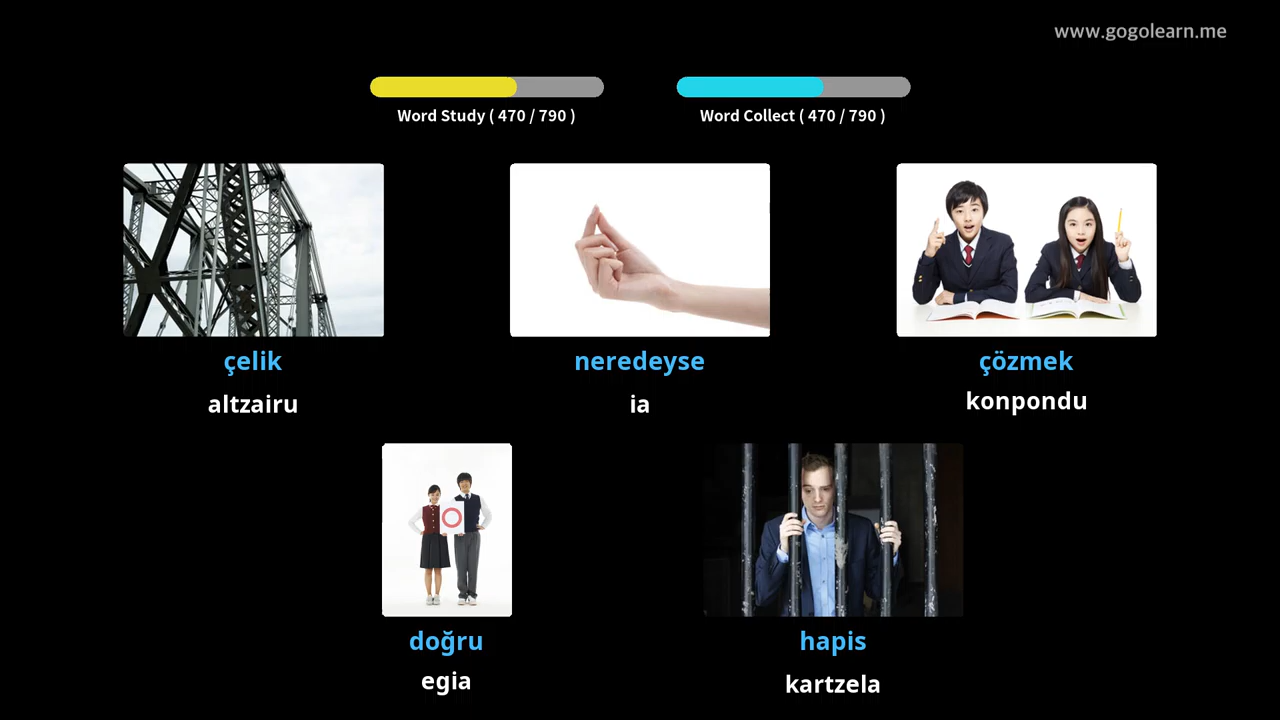 www.gogolearn.me
Word Study ( 470 / 790 )
Word Collect ( 470 / 790 )
çelik
altzairu
neredeyse
ia
çözmek
konpondu
doğru
egia
hapis
kartzela